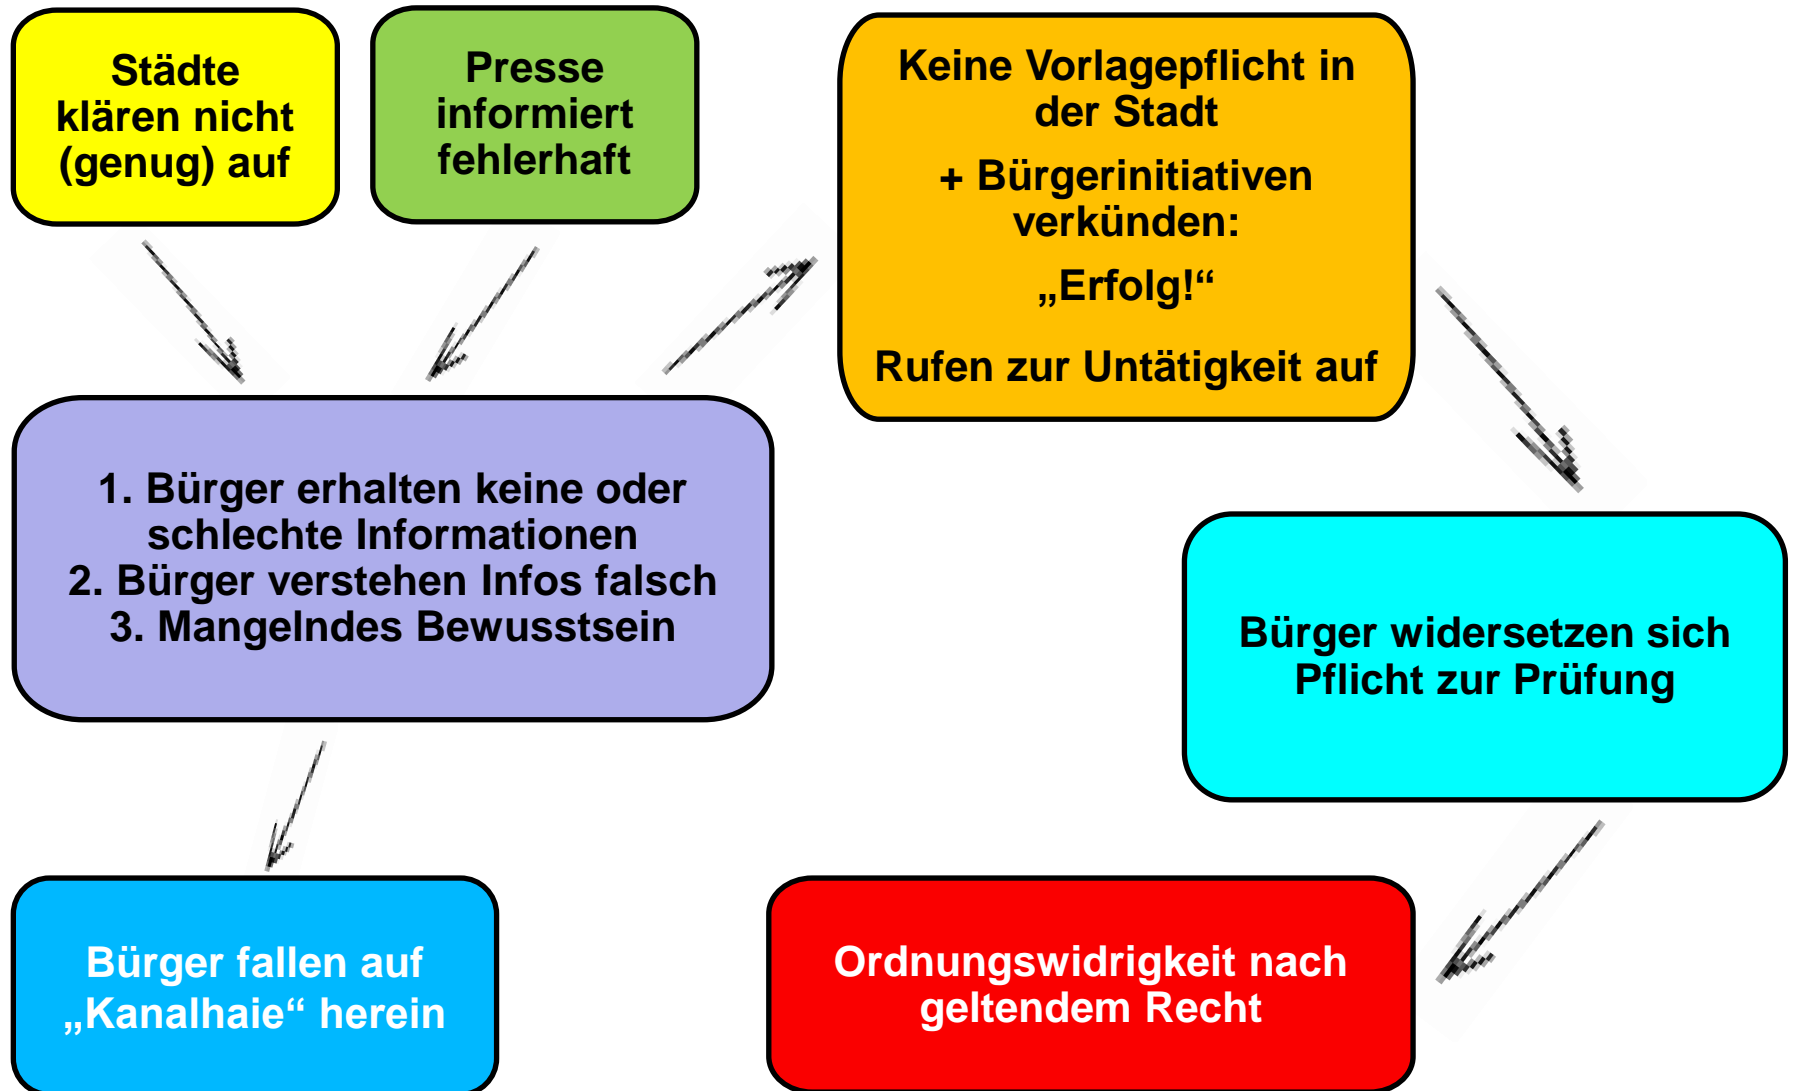 Städte
klären nicht
(genug) auf
Presse
informiert
fehlerhaft
Keine Vorlagepflicht in
der Stadt
+ Bürgerinitiativen
verkünden:
„Erfolg!“
Rufen zur Untätigkeit auf
1. Bürger erhalten keine oder
schlechte Informationen
2. Bürger verstehen Infos falsch
3. Mangelndes Bewusstsein
Bürger widersetzen sich
Pflicht zur Prüfung
Bürger fallen auf
„Kanalhaie“ herein
Ordnungswidrigkeit nach
geltendem Recht